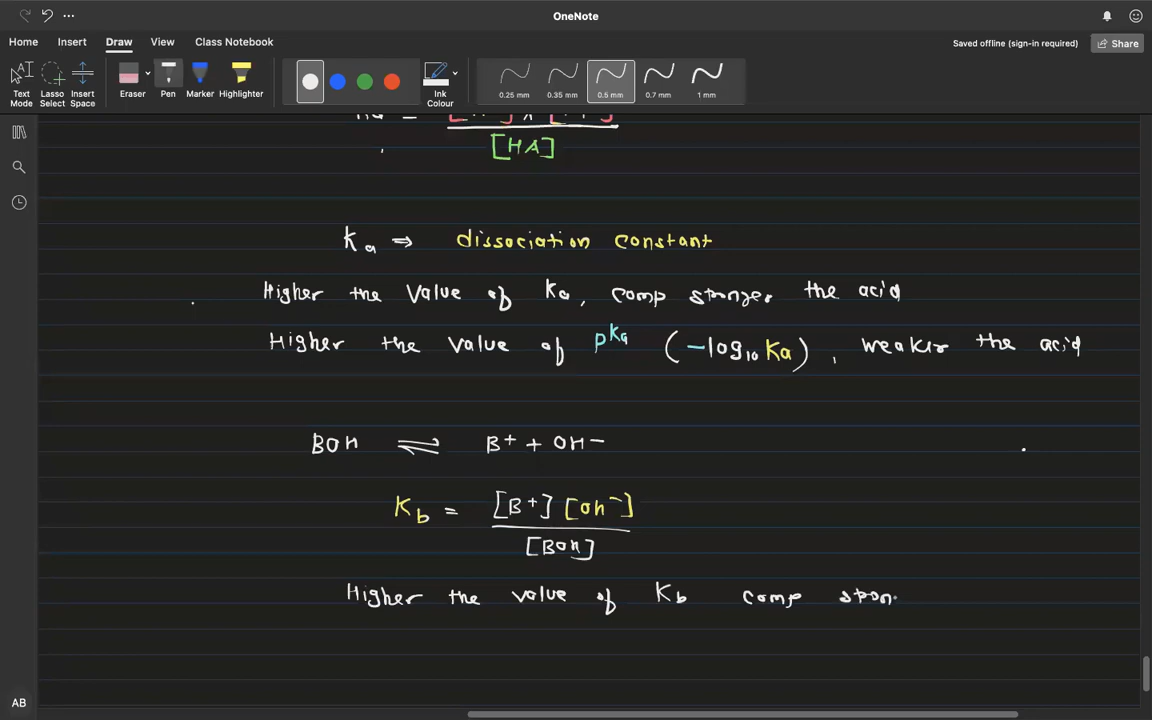 OneNote
Home Insert Draw View Class Notebook
Saved offline (sign-in required) Share
Text Mode Lasso Select Insert Space Eraser Pen Marker Highlighter Ink Colour 0.25 mm 0.35 mm 0.5 mm 0.7 mm 1 mm
[HA]
Ka ⇒ dissociation constant
Higher the Value of Ka, comp stonger the acid
Higher the value of pKa (-log10 Ka), weaker the acid
BOH ⇌ B+ + OH-
Kb = [B+] [OH-]
[BOH]
Higher the value of Kb comp sron
AB